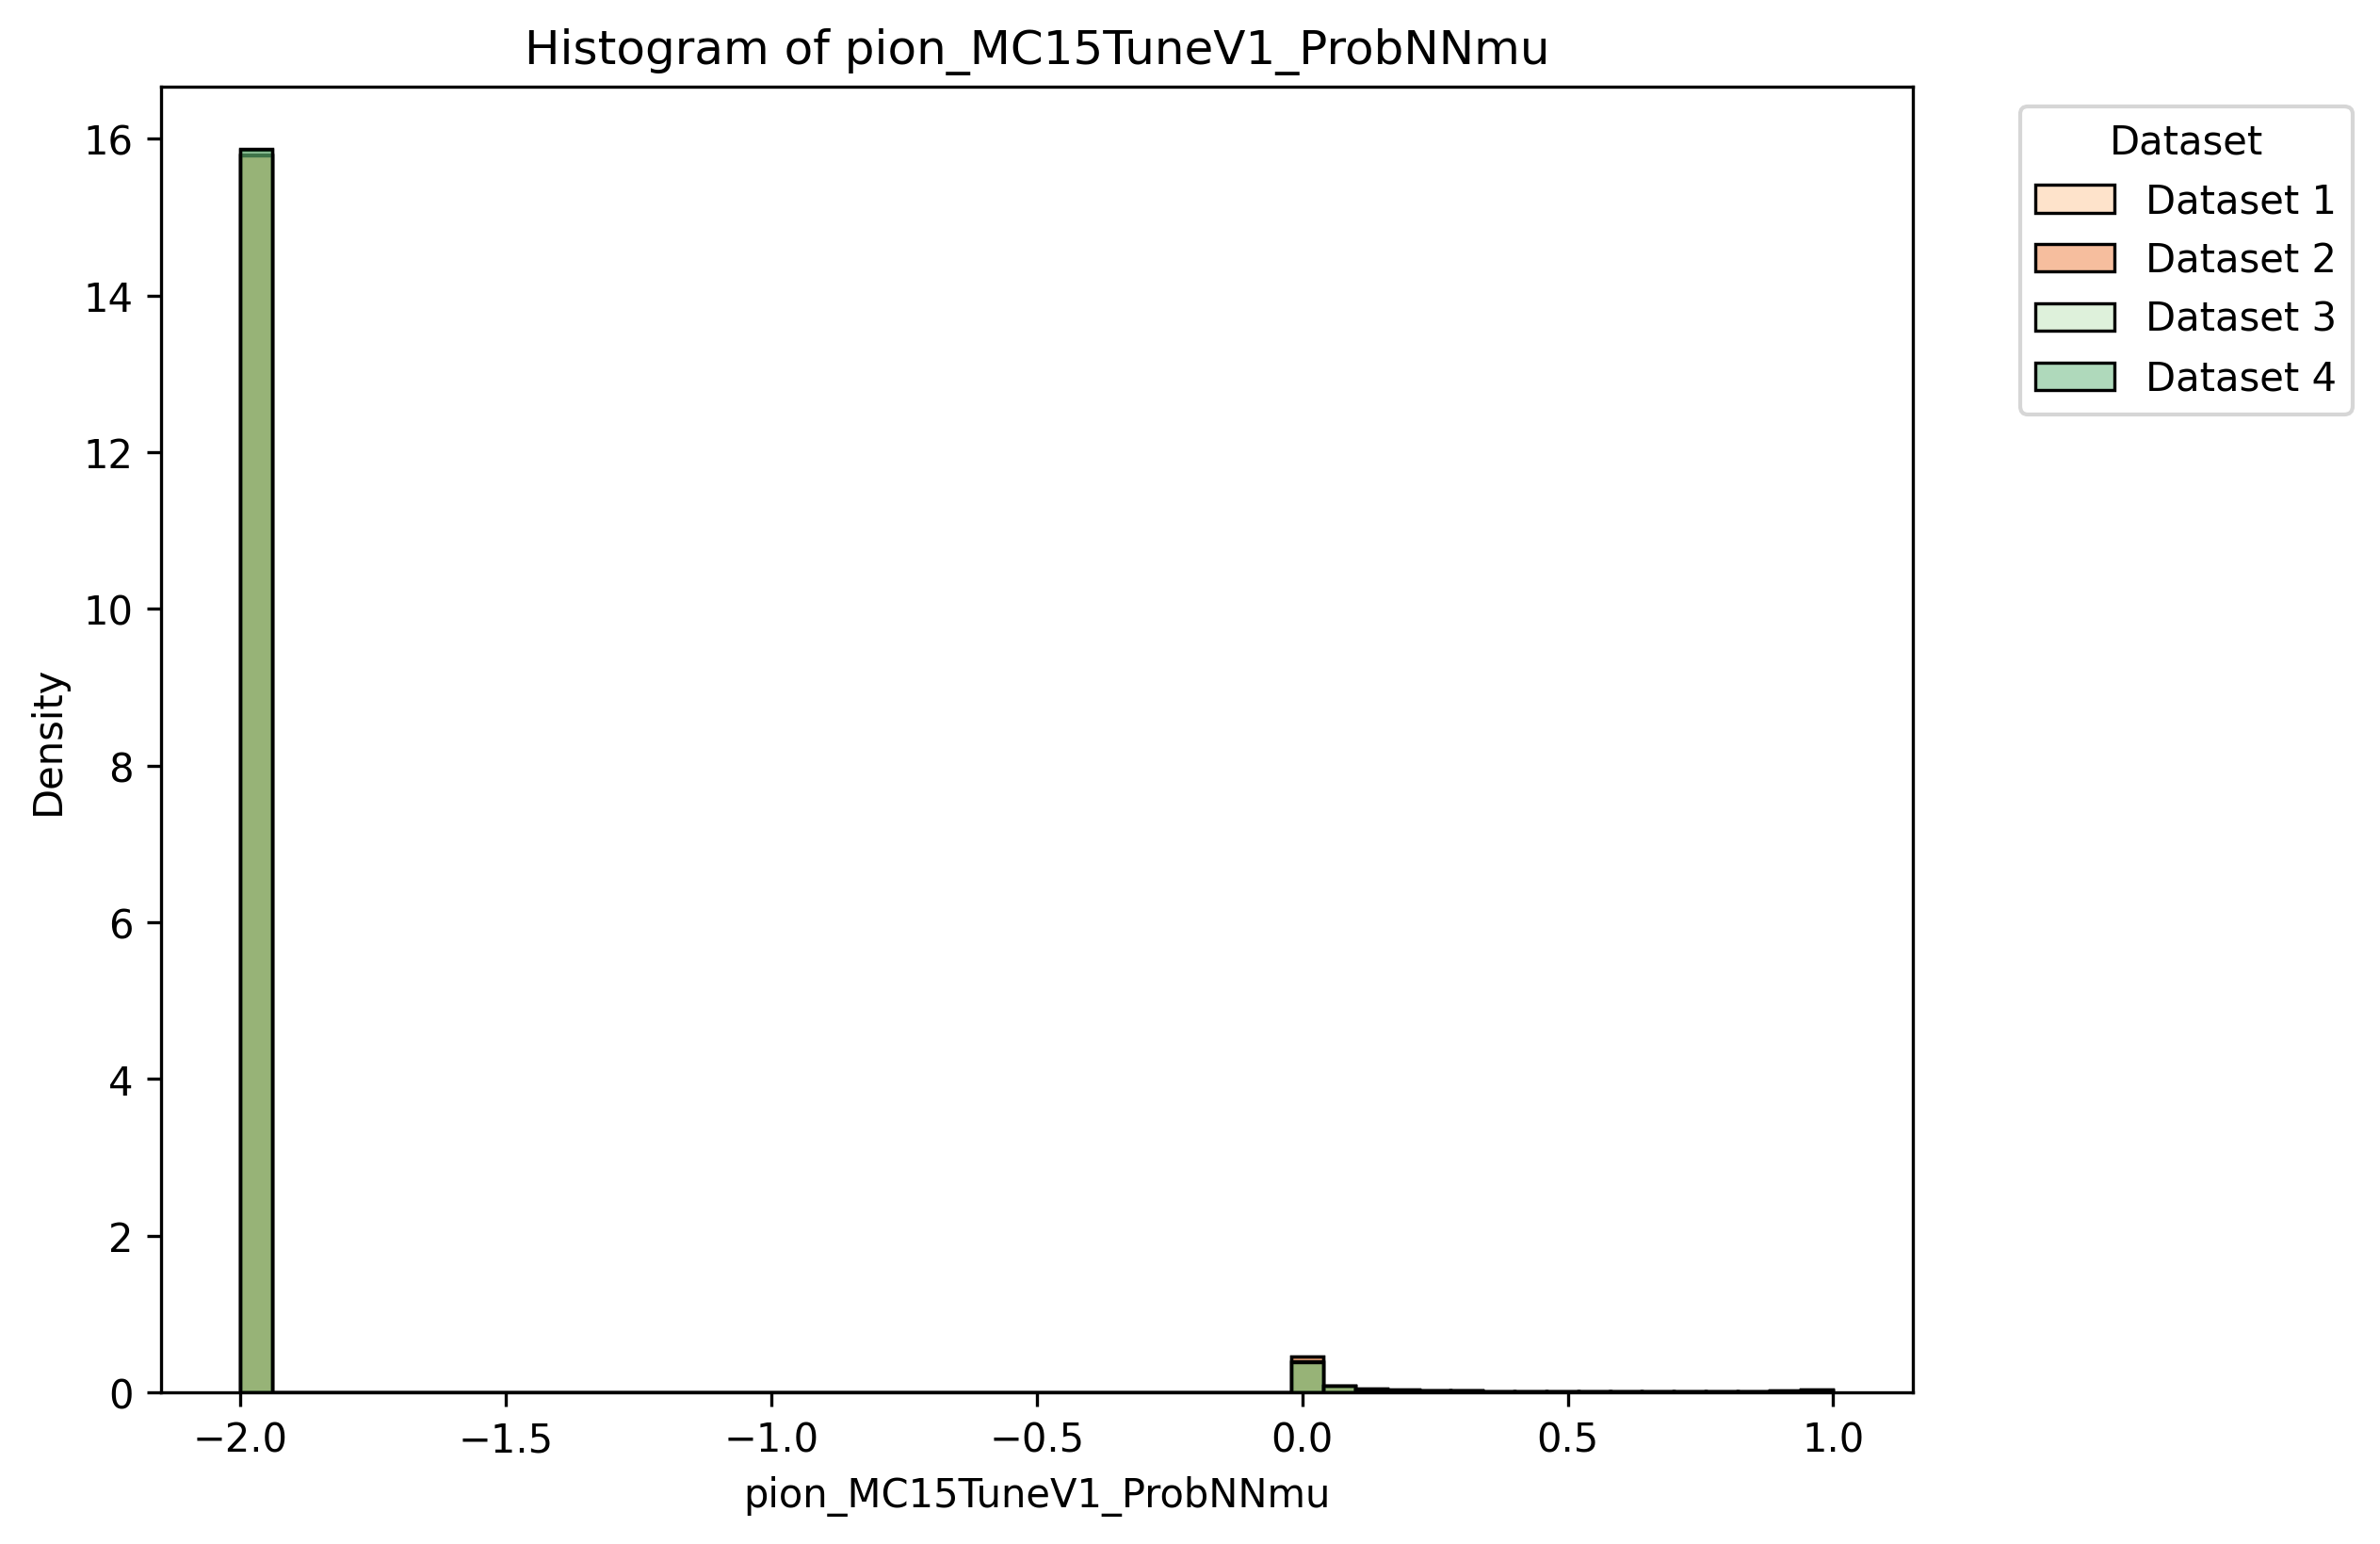 Histogram of pion_MC15TuneV1_ProbNNmu
Dataset
Dataset 1
Dataset 2
Dataset 3
Dataset 4
Density
16
14
12
10
8
6
4
2
0
−2.0 −1.5 −1.0 −0.5 0.0 0.5 1.0
pion_MC15TuneV1_ProbNNmu